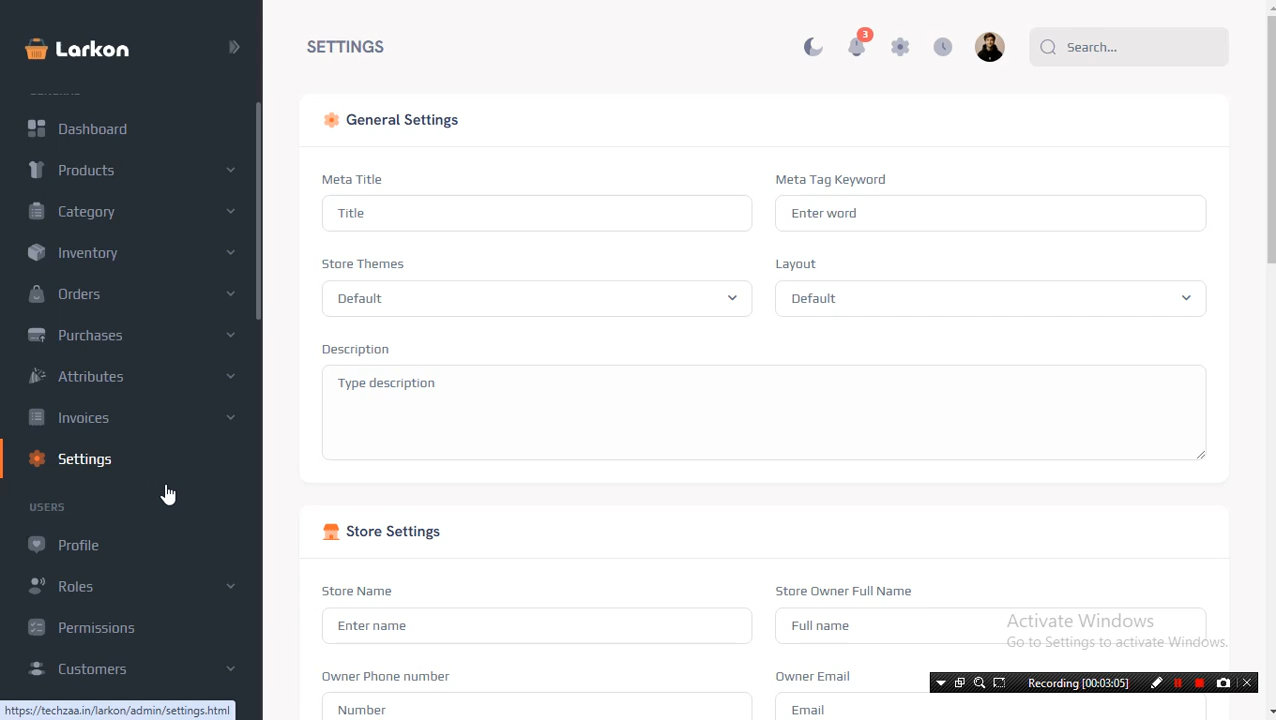 Larkon
SETTINGS
3
Search...
Dashboard
Products
Category
Inventory
Orders
Purchases
Attributes
Invoices
Settings
USERS
Profile
Roles
Permissions
Customers
https://techzaa.in/larkon/admin/settings.html
General Settings
Meta Title
Meta Tag Keyword
Title
Enter word
Store Themes
Layout
Default
Default
Description
Type description
Store Settings
Store Name
Store Owner Full Name
Enter name
Full name
Owner Phone number
Owner Email
Number
Email
Activate Windows
Go to Settings to activate Windows.
Recording [00:03:05]